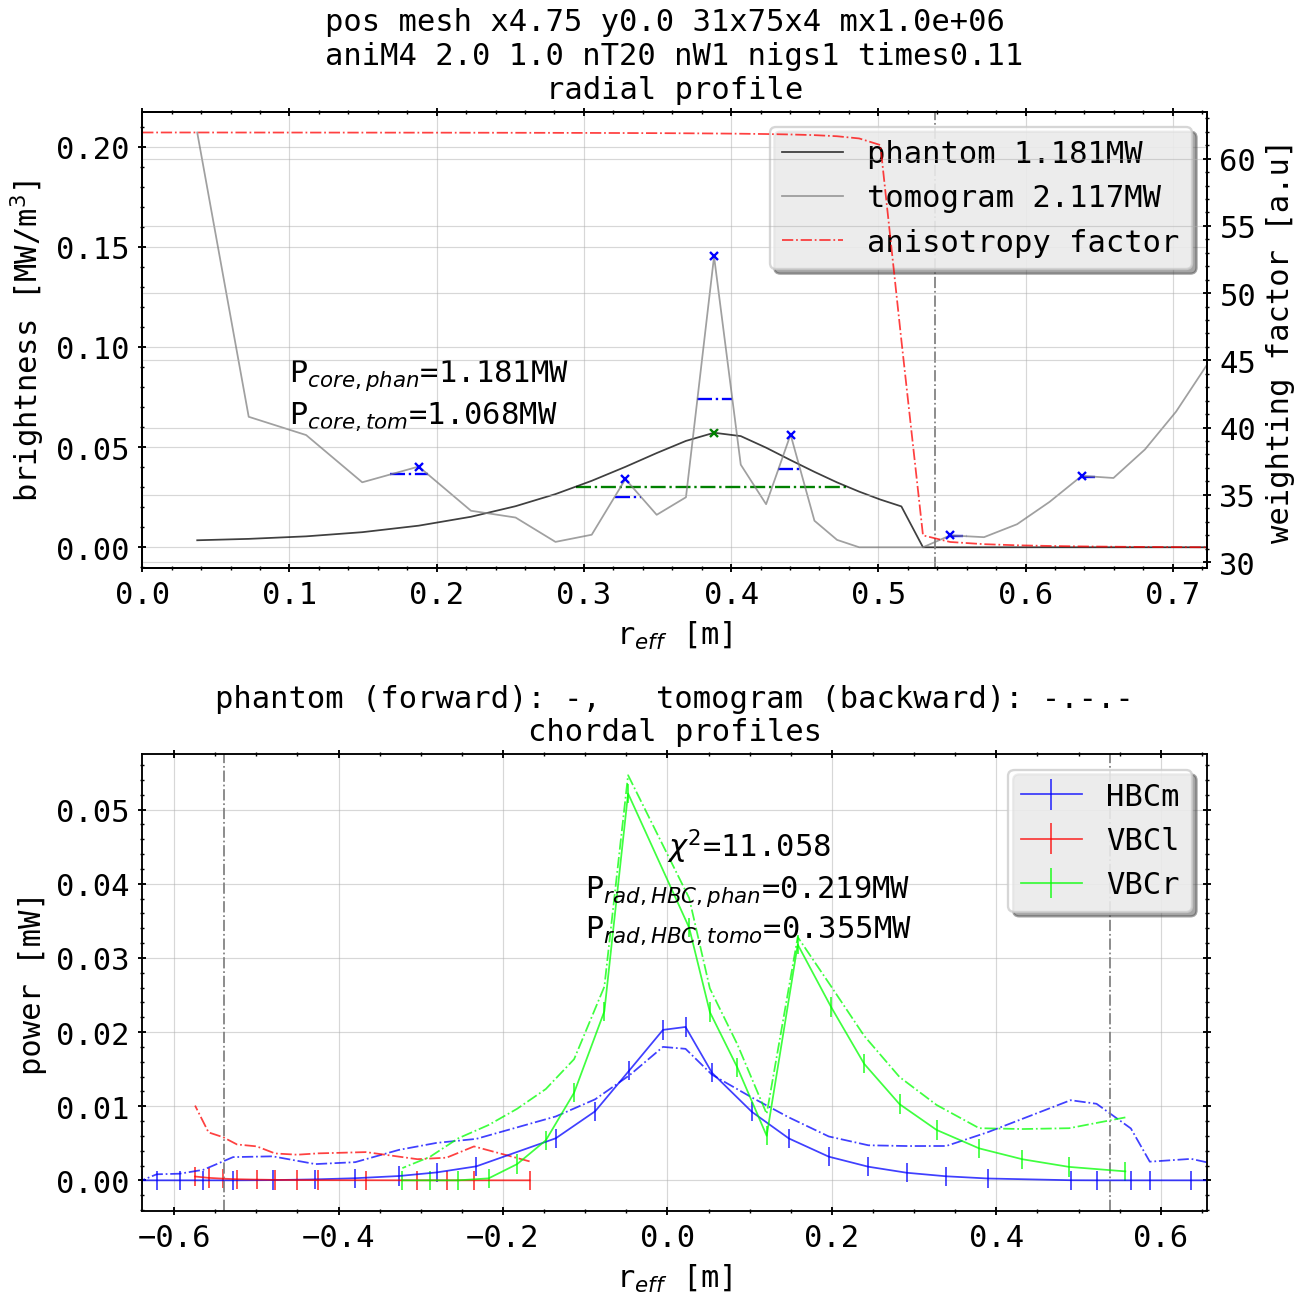 pos mesh x4.75 y0.0 31x75x4 mx1.0e+06
aniM4 2.0 1.0 nT20 nW1 nigs1 times0.11
radial profile
brightness [MW/m³]
0.20
0.15
0.10
0.05
0.00
phantom 1.181MW
tomogram 2.117MW
anisotropy factor
P_core,phan=1.181MW
P_core,tom=1.068MW
60
55
50
45
40
35
30
weighting factor [a.u]
0.0 0.1 0.2 0.3 0.4 0.5 0.6 0.7
r_eff [m]
phantom (forward): -, tomogram (backward): -.-.-
chordal profiles
power [mW]
0.05
0.04
0.03
0.02
0.01
0.00
HBCm
VBCl
VBCr
χ²=11.058
P_rad,HBC,phan=0.219MW
P_rad,HBC,tomo=0.355MW
−0.6 −0.4 −0.2 0.0 0.2 0.4 0.6
r_eff [m]